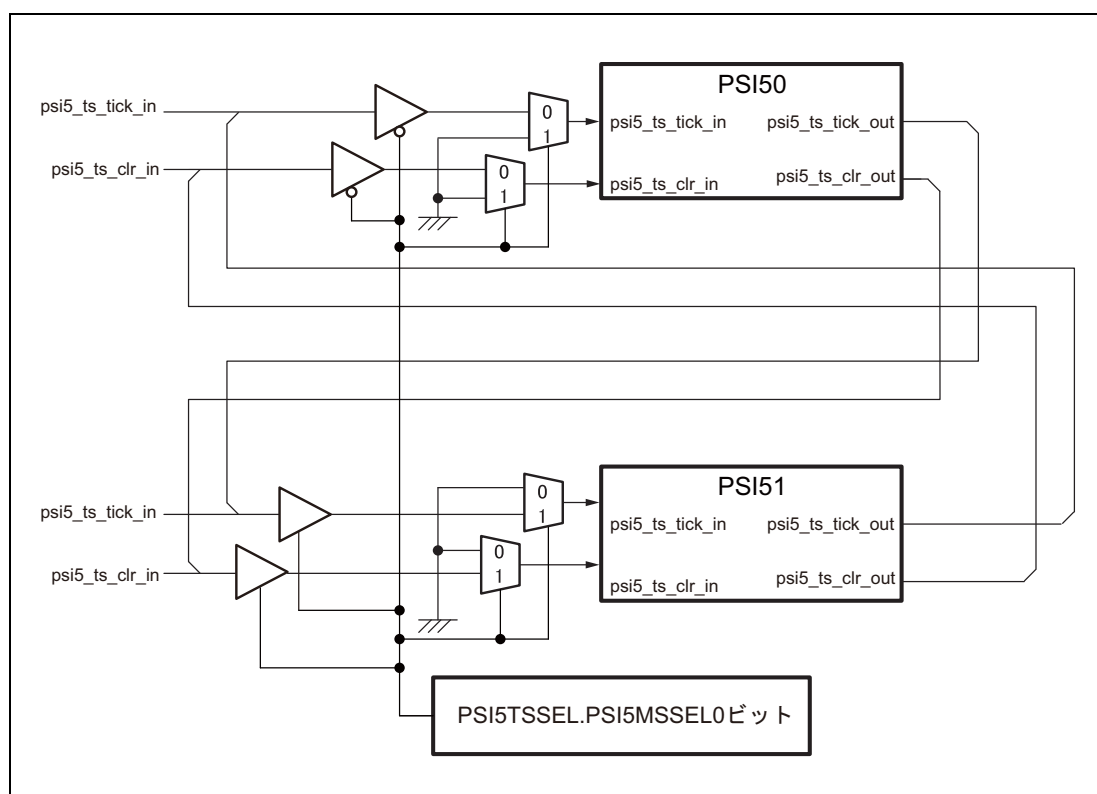 PSI50
psi5_ts_tick_in
psi5_ts_clr_in
0
1
0
1
psi5_ts_tick_in
psi5_ts_tick_out
psi5_ts_clr_in
psi5_ts_clr_out
PSI51
psi5_ts_tick_in
psi5_ts_clr_in
0
1
0
1
psi5_ts_tick_in
psi5_ts_tick_out
psi5_ts_clr_in
psi5_ts_clr_out
PSI5TSSEL.PSI5MSSEL0ビット